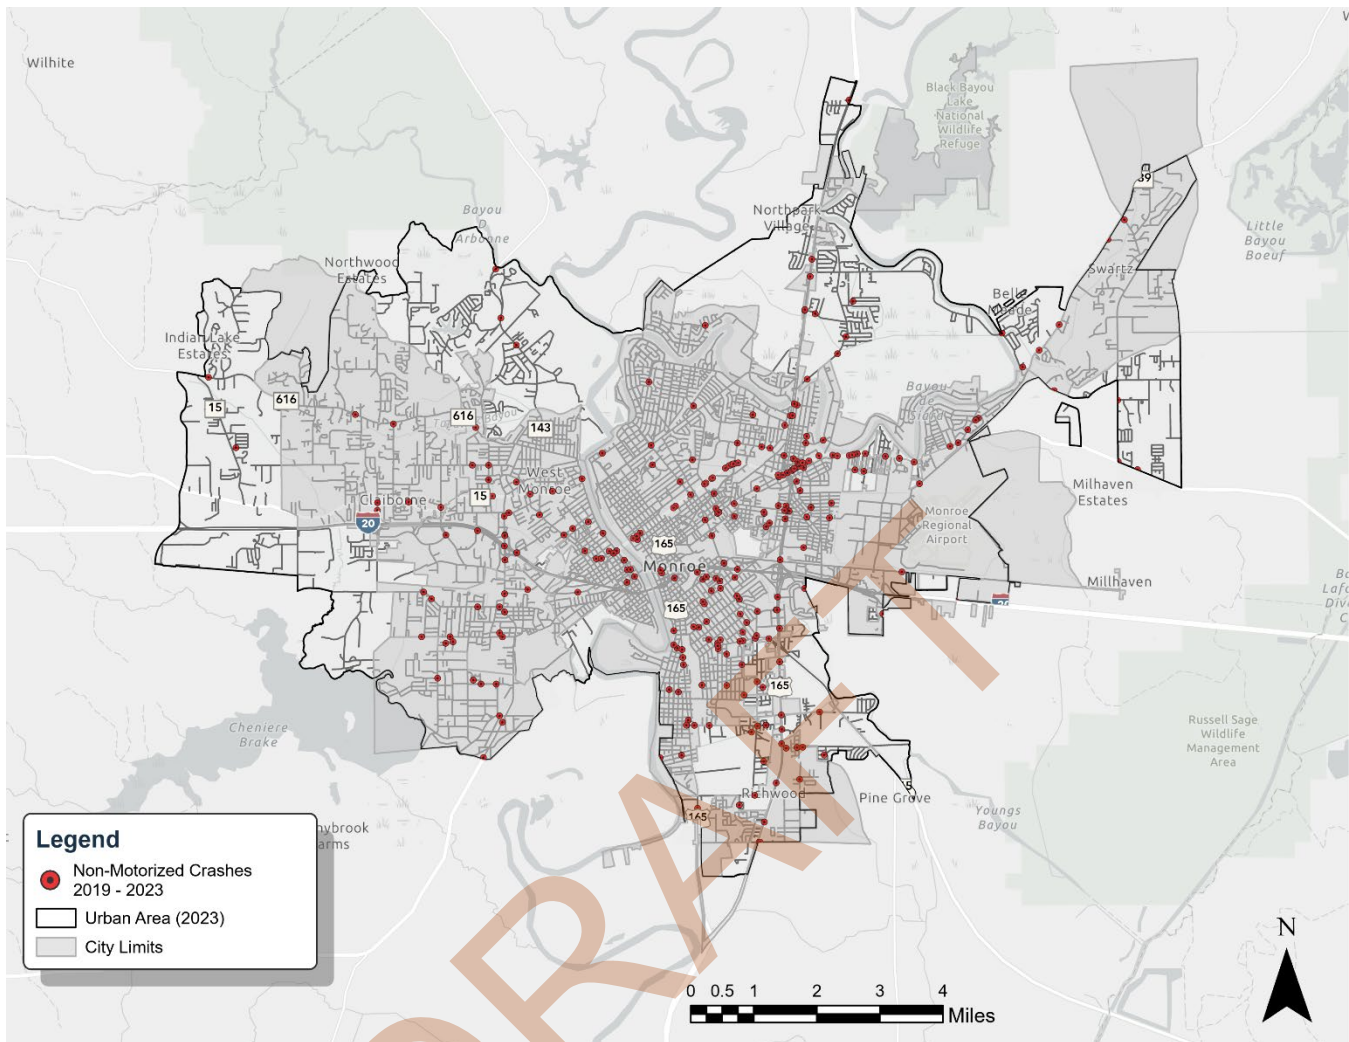 Wilhite
Black Bayou
Lake
National
Wildlife
Refuge
89
Bayou
D
Arbonne
Northpark
Village
Little
Bayou
Boeuf
Northwood
Estates
Swartz
Indian Lake
Estates
Bayou
616
15
616
143
Bayou
West
Monroe
Milhaven
Estates
15
Claiborne
20
Monroe
Regional
Airport
165
Monroe
Millhaven
165
165
Cheniere
Brake
Russell Sage
Wildlife
Management
Area
Richwood
Pine Grove
165
Youngs
Bayou
Legend
Non-Motorized Crashes
2019 - 2023
Urban Area (2023)
City Limits
N
0 0.5 1 2 3 4
Miles
DRAFT